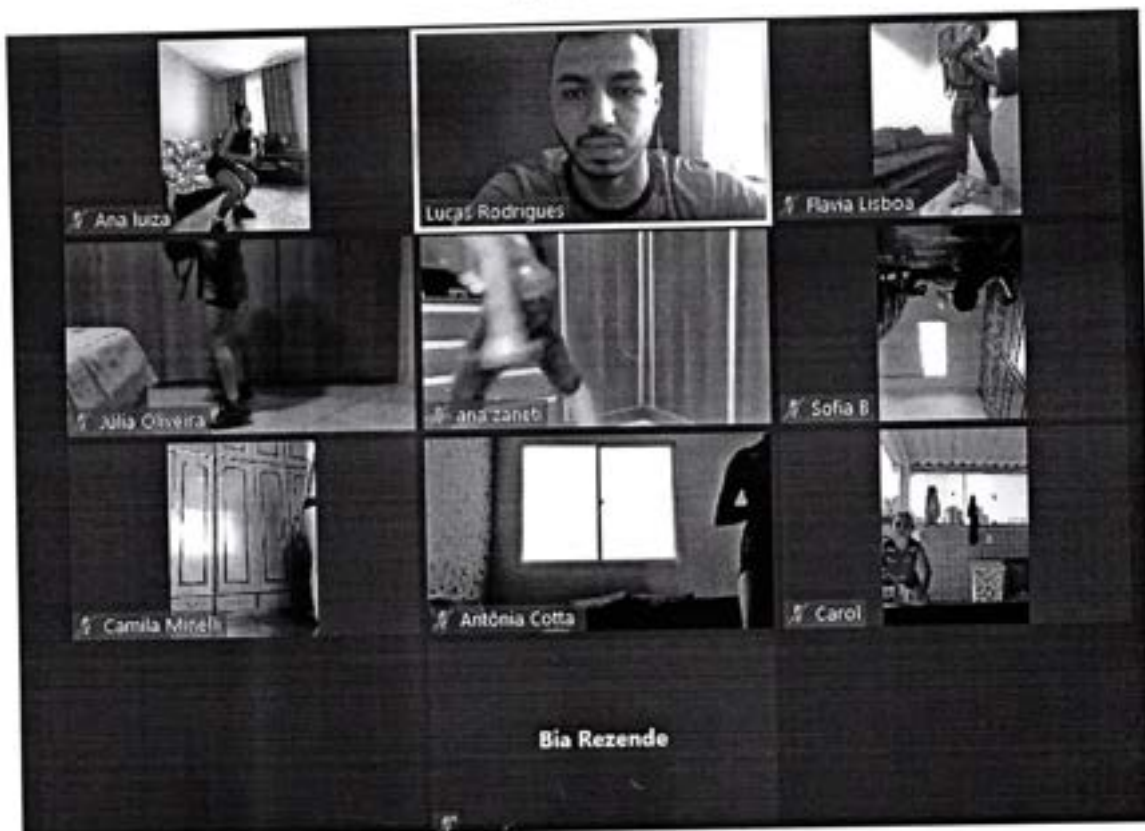 Ana luiza
Lucas Rodrigues
Flavia Lisboa
Júlia Oliveira
ana zaneti
Sofia B
Camila Minelli
Antônia Cotta
Carol
Bia Rezende